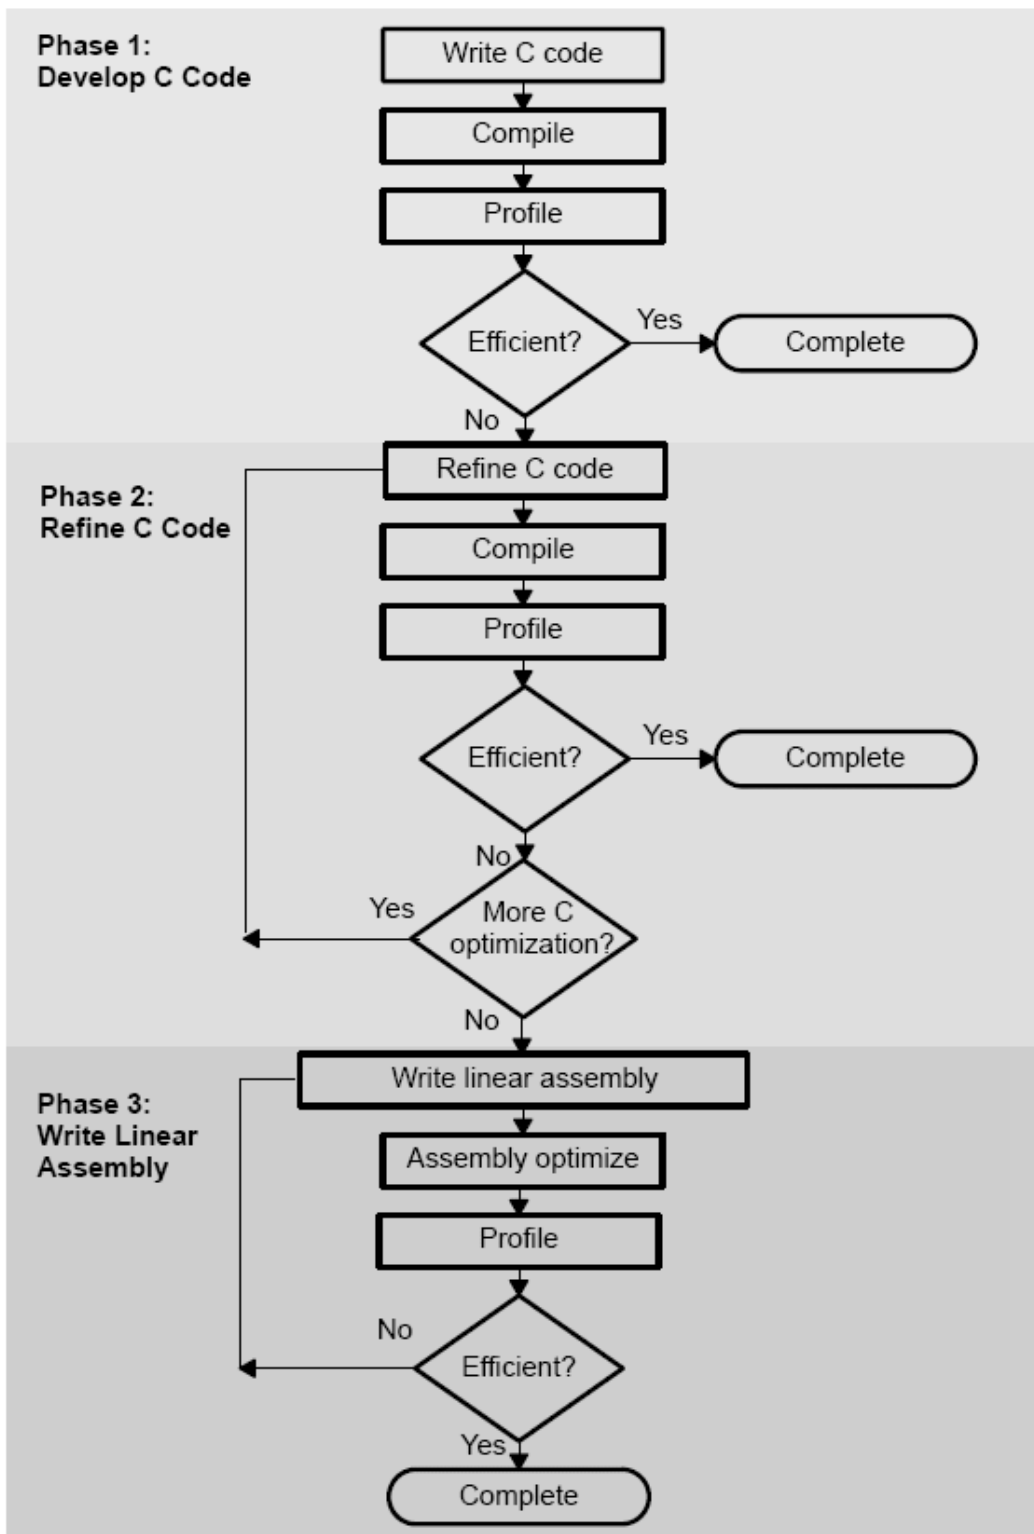 Phase 1:
Develop C Code
Write C code
Compile
Profile
Efficient?
Yes
Complete
No
Phase 2:
Refine C Code
Refine C code
Compile
Profile
Efficient?
Yes
Complete
No
More C
optimization?
Yes
No
Phase 3:
Write Linear
Assembly
Write linear assembly
Assembly optimize
Profile
Efficient?
No
Yes
Complete